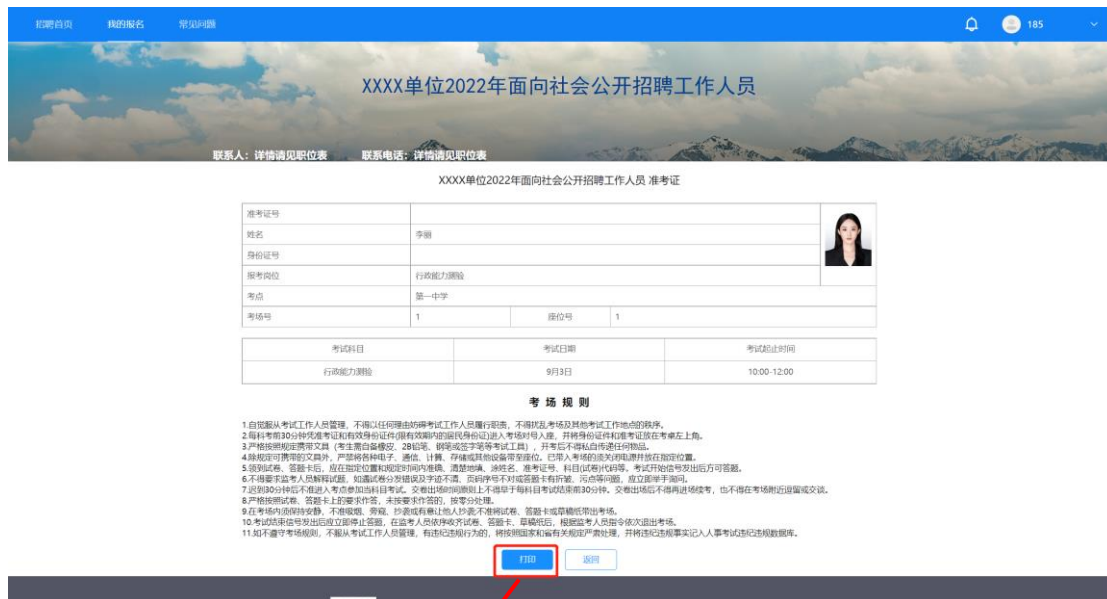 招聘首页 我的报名 常见问题 185
XXXX单位2022年面向社会公开招聘工作人员
联系人：详情请见职位表 联系电话：详情请见职位表
XXXX单位2022年面向社会公开招聘工作人员 准考证
准考证号
姓名 李丽
身份证号
报考岗位 行政能力测验
考点 第一中学
考场号 1 座位号 1
考试科目 考试日期 考试起止时间
行政能力测验 9月3日 10:00-12:00
考 场 规 则
1.自觉服从考试工作人员管理，不得以任何理由妨碍考试工作人员履行职责，不得扰乱考场及其他考试工作地点的秩序。
2.每科考前30分钟凭准考证和有效身份证件(限有效期内的居民身份证)进入考场对号入座，并将身份证件和准考证放在考桌左上角。
3.严格按照规定携带文具（考生需自备橡皮、2B铅笔、钢笔或签字笔等考试工具），开考后不得私自传递任何物品。
4.除规定可携带的文具外，严禁将各种电子、通信、计算、存储或其他设备带至座位。已带入考场的须关闭电源并放在指定位置。
5.领到试卷、答题卡后，应在指定位置和规定时间内准确、清楚地填、涂姓名、准考证号、科目(试卷)代码等。考试开始信号发出后方可答题。
6.不得要求监考人员解释试题，如遇试卷分发错误及字迹不清，页码序号不对或答题卡有折皱、污点等问题，应立即举手询问。
7.迟到30分钟后不准进入考点参加当科目考试。交卷出场时间原则上不得早于每科目考试结束前30分钟。交卷出场后不得再进场续考，也不得在考场附近逗留或交谈。
8.严格按照试卷、答题卡上的要求作答，未按要求作答的，按零分处理。
9.在考场内须保持安静，不准吸烟、旁窥、抄袭或有意让他人抄袭;不准将试卷、答题卡或草稿纸带出考场。
10.考试结束信号发出后应立即停止答题，在监考人员依序收齐试卷、答题卡、草稿纸后，根据监考人员指令依次退出考场。
11.如不遵守考场规则，不服从考试工作人员管理，有违纪违规行为的，将按照国家和省有关规定严肃处理，并将违纪违规事实记入人事考试违纪违规数据库。
打印 返回